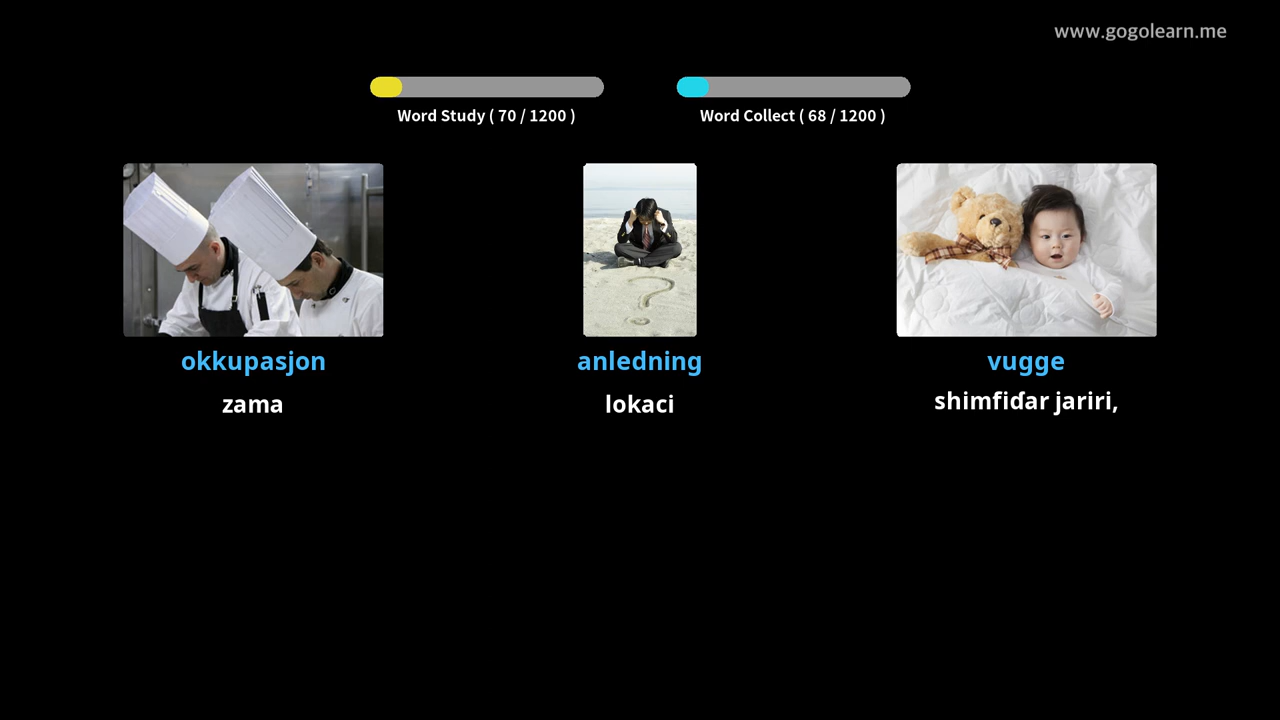 www.gogolearn.me
Word Study ( 70 / 1200 )
Word Collect ( 68 / 1200 )
okkupasjon
anledning
vugge
zama
lokaci
shimfiɗar jariri,